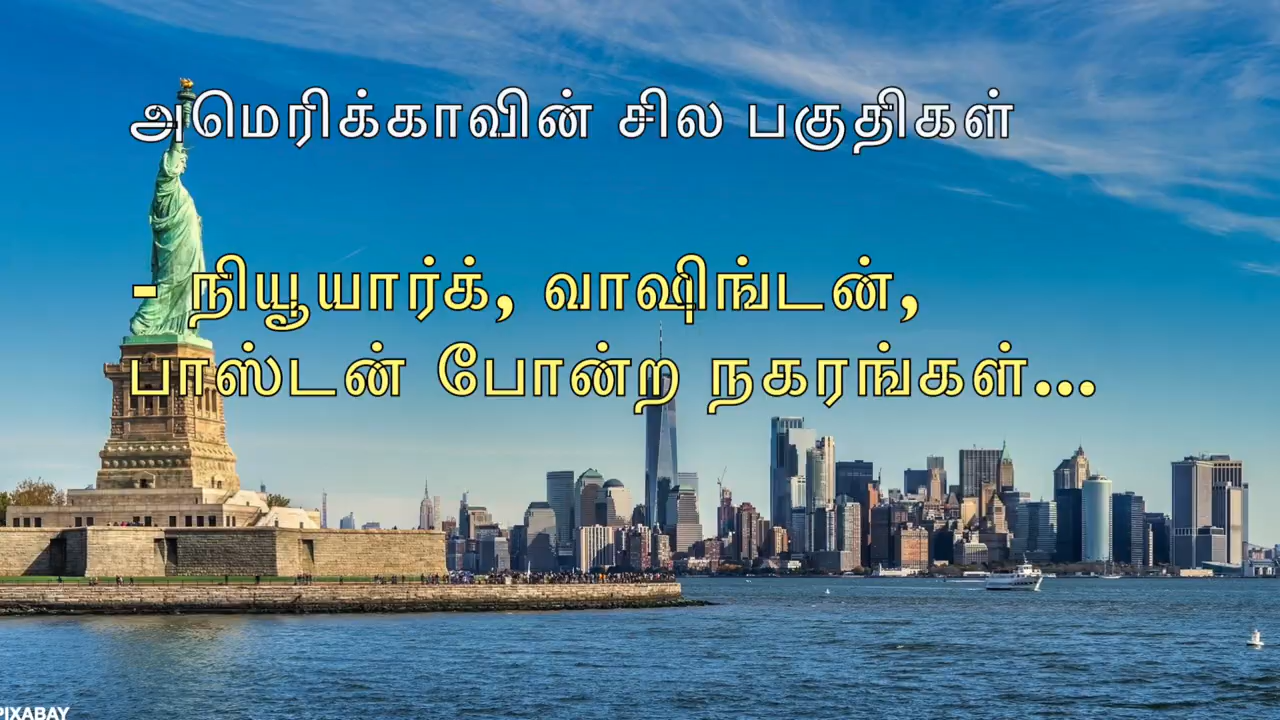 அமெரிக்காவின் சில பகுதிகள்
- நியூயார்க், வாஷிங்டன்,
பாஸ்டன் போன்ற நகரங்கள்...
PIXABAY